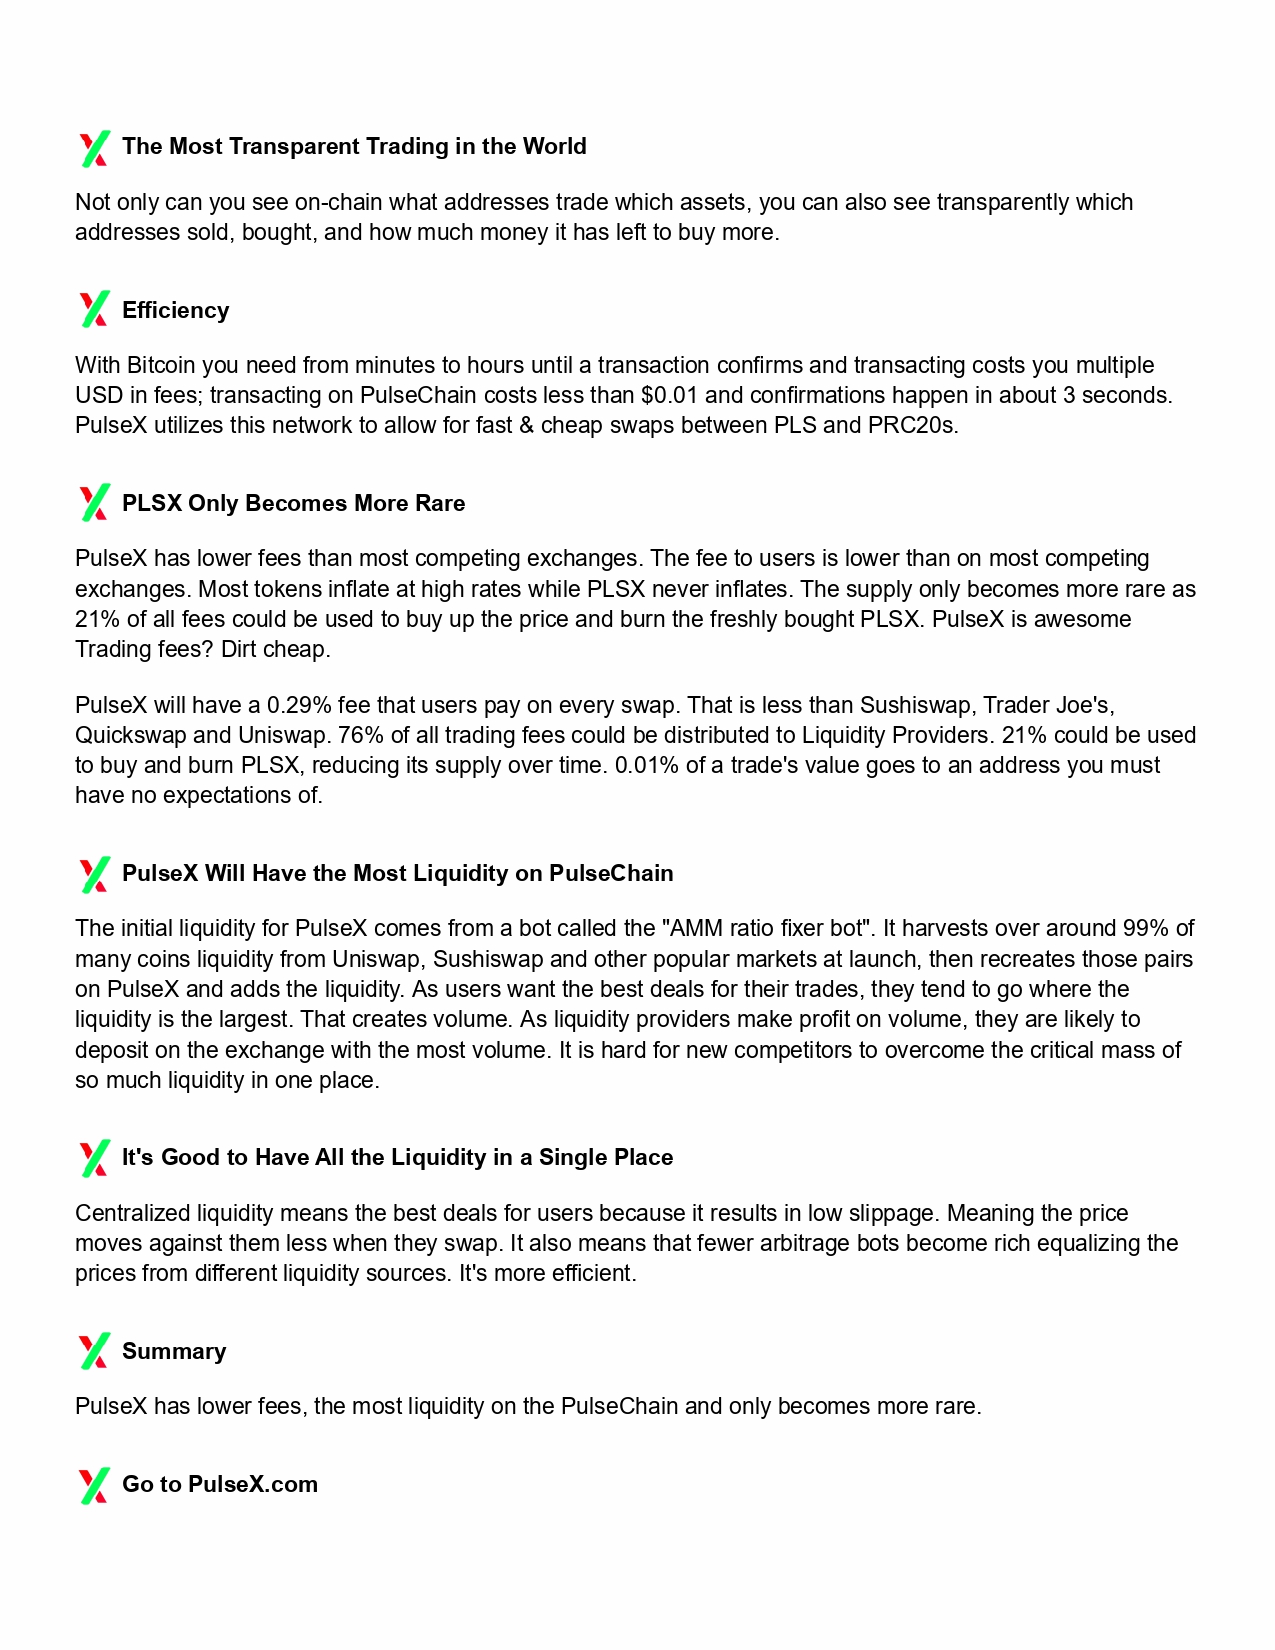 The Most Transparent Trading in the World
Not only can you see on-chain what addresses trade which assets, you can also see transparently which
addresses sold, bought, and how much money it has left to buy more.
Efficiency
With Bitcoin you need from minutes to hours until a transaction confirms and transacting costs you multiple
USD in fees; transacting on PulseChain costs less than $0.01 and confirmations happen in about 3 seconds.
PulseX utilizes this network to allow for fast & cheap swaps between PLS and PRC20s.
PLSX Only Becomes More Rare
PulseX has lower fees than most competing exchanges. The fee to users is lower than on most competing
exchanges. Most tokens inflate at high rates while PLSX never inflates. The supply only becomes more rare as
21% of all fees could be used to buy up the price and burn the freshly bought PLSX. PulseX is awesome
Trading fees? Dirt cheap.
PulseX will have a 0.29% fee that users pay on every swap. That is less than Sushiswap, Trader Joe's,
Quickswap and Uniswap. 76% of all trading fees could be distributed to Liquidity Providers. 21% could be used
to buy and burn PLSX, reducing its supply over time. 0.01% of a trade's value goes to an address you must
have no expectations of.
PulseX Will Have the Most Liquidity on PulseChain
The initial liquidity for PulseX comes from a bot called the "AMM ratio fixer bot". It harvests over around 99% of
many coins liquidity from Uniswap, Sushiswap and other popular markets at launch, then recreates those pairs
on PulseX and adds the liquidity. As users want the best deals for their trades, they tend to go where the
liquidity is the largest. That creates volume. As liquidity providers make profit on volume, they are likely to
deposit on the exchange with the most volume. It is hard for new competitors to overcome the critical mass of
so much liquidity in one place.
It's Good to Have All the Liquidity in a Single Place
Centralized liquidity means the best deals for users because it results in low slippage. Meaning the price
moves against them less when they swap. It also means that fewer arbitrage bots become rich equalizing the
prices from different liquidity sources. It's more efficient.
Summary
PulseX has lower fees, the most liquidity on the PulseChain and only becomes more rare.
Go to PulseX.com